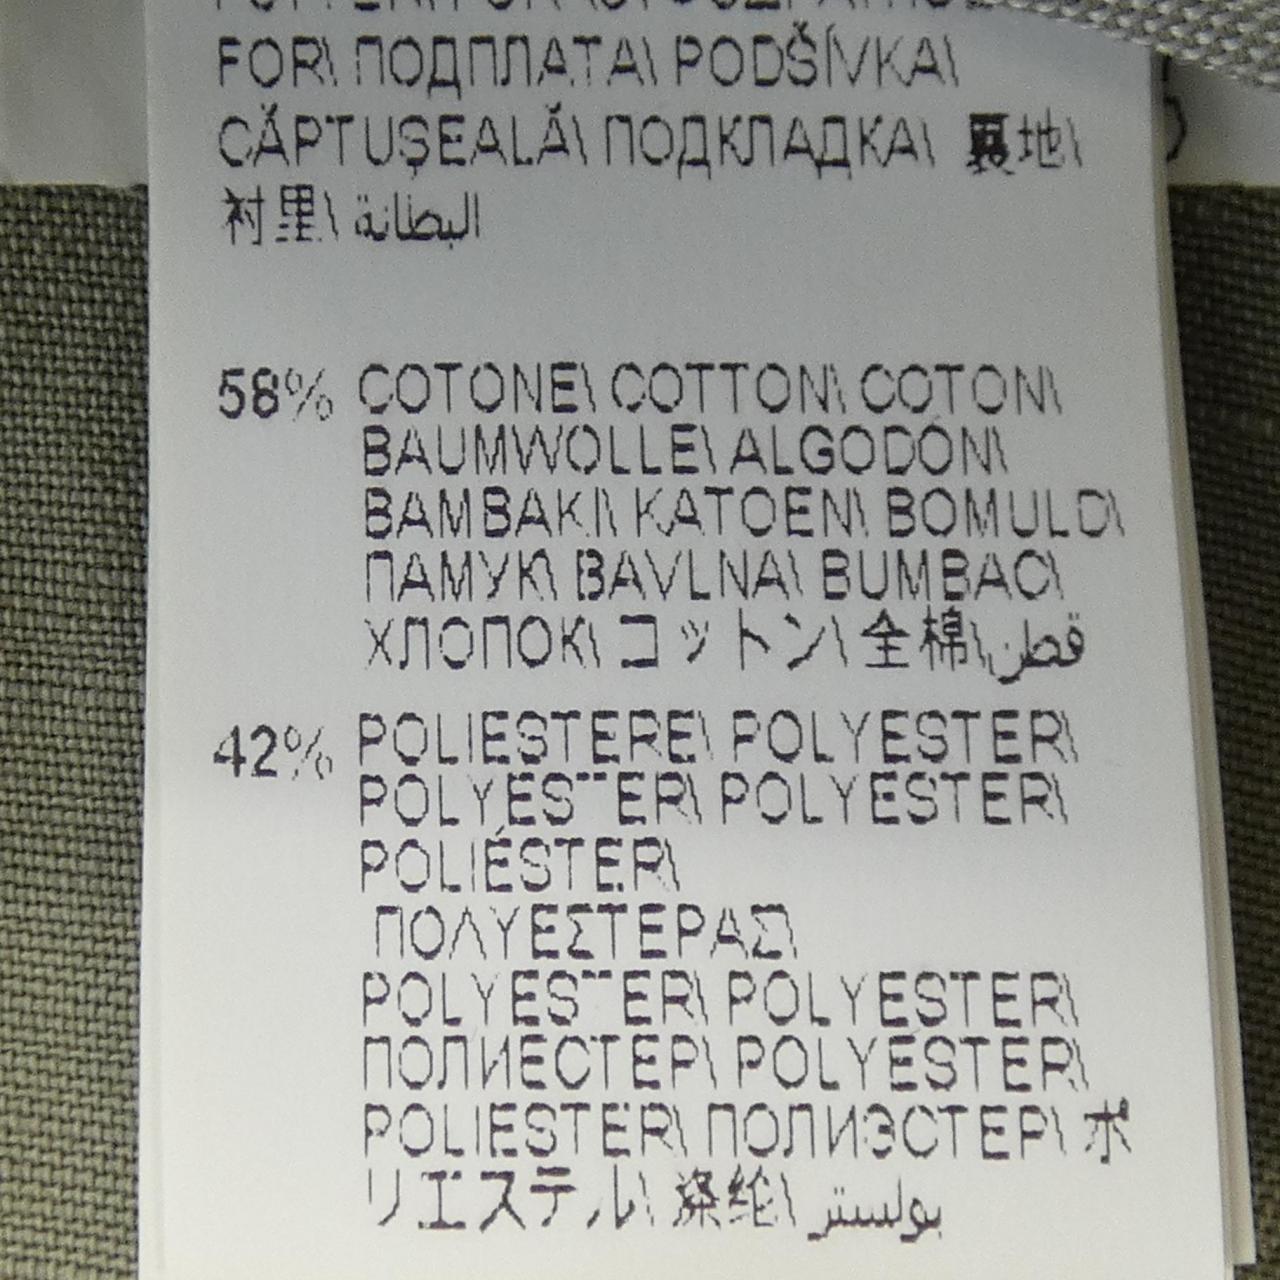 FOR\ ПОДПЛАТА\ PODŠÍVKA\
CĂPTUŞEALĂ\ ПОДКЛАДКА\ 裏地\
衬里\ البطانة
58% COTONE\ COTTON\ COTON\
BAUMWOLLE\ ALGODÓN\
BAMBAKI\ KATOEN\ BOMULD\
ПАМУК\ BAVLNA\ BUMBAC\
ХЛОПОК\ コットン\ 全棉\ قطن
42% POLIESTERE\ POLYESTER\
POLYESTER\ POLYESTER\
POLIÉSTER\
ΠΟΛΥΕΣΤΕΡΑΣ\
POLYESTER\ POLYESTER\
ПОЛИЕСТЕР\ POLYESTER\
POLIESTER\ ПОЛИЭСТЕР\ ポ
リエステル\ 涤纶\ بوليستر